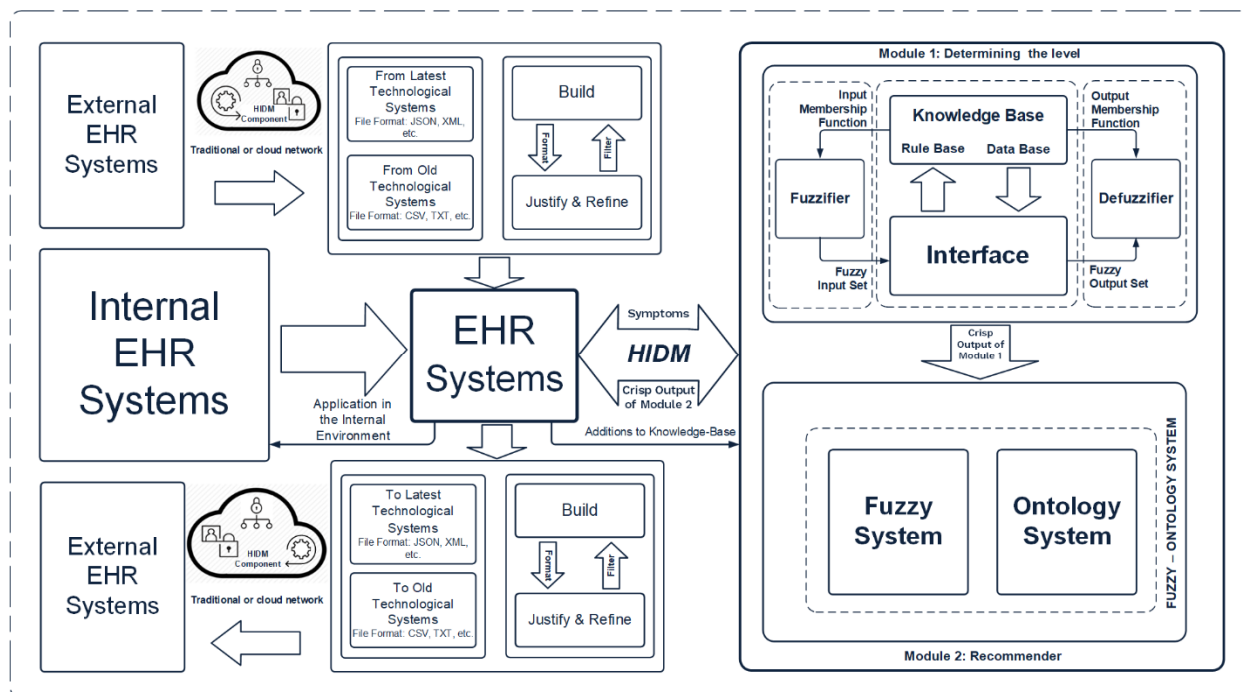 External
EHR
Systems
HIDM
Component
Traditional or cloud network
From Latest
Technological
Systems
File Format: JSON, XML,
etc.
From Old
Technological
Systems
File Format: CSV, TXT, etc.
Build
Format
Filter
Justify & Refine
Internal
EHR
Systems
Application in
the Internal
Environment
EHR
Systems
Symptoms
HIDM
Crisp Output
of Module 2
Additions to Knowledge-Base
External
EHR
Systems
HIDM
Component
Traditional or cloud network
To Latest
Technological
Systems
File Format: JSON, XML,
etc.
To Old
Technological
Systems
File Format: CSV, TXT, etc.
Build
Format
Filter
Justify & Refine
Module 1: Determining the level
Input
Membership
Function
Knowledge Base
Rule Base Data Base
Output
Membership
Function
Fuzzifier
Defuzzifier
Interface
Fuzzy
Input Set
Fuzzy
Output Set
Crisp
Output of
Module 1
Fuzzy
System
Ontology
System
FUZZY – ONTOLOGY SYSTEM
Module 2: Recommender